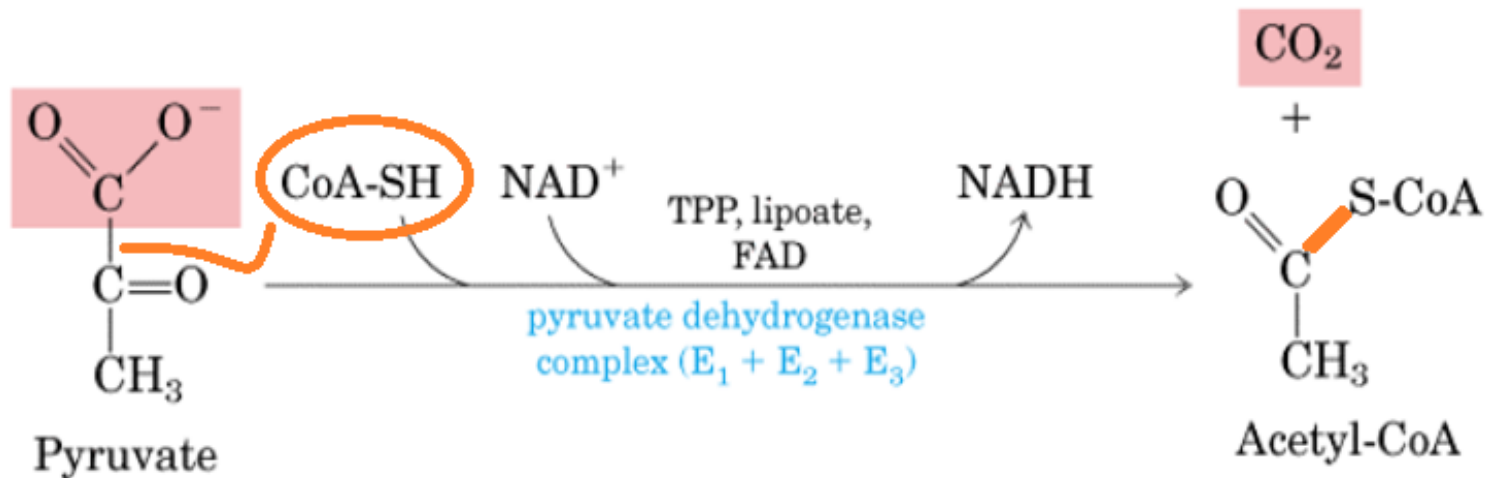 CO₂
+
O O⁻
C
C=O
CH₃
Pyruvate
CoA-SH NAD⁺ NADH
TPP, lipoate,
FAD
pyruvate dehydrogenase
complex (E₁ + E₂ + E₃)
O S-CoA
C
CH₃
Acetyl-CoA